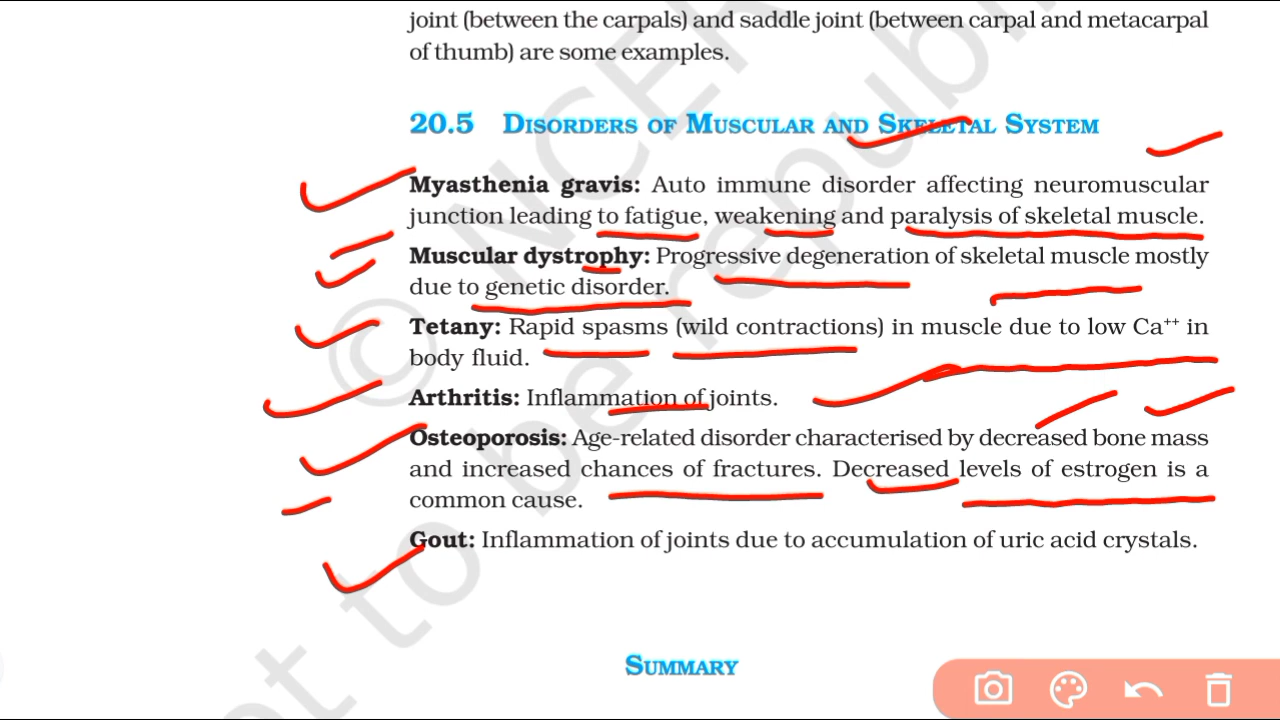 joint (between the carpals) and saddle joint (between carpal and metacarpal
of thumb) are some examples.
20.5 DISORDERS OF MUSCULAR AND SKELETAL SYSTEM
Myasthenia gravis: Auto immune disorder affecting neuromuscular
junction leading to fatigue, weakening and paralysis of skeletal muscle.
Muscular dystrophy: Progressive degeneration of skeletal muscle mostly
due to genetic disorder.
Tetany: Rapid spasms (wild contractions) in muscle due to low Ca⁺⁺ in
body fluid.
Arthritis: Inflammation of joints.
Osteoporosis: Age-related disorder characterised by decreased bone mass
and increased chances of fractures. Decreased levels of estrogen is a
common cause.
Gout: Inflammation of joints due to accumulation of uric acid crystals.
SUMMARY
© NCER
not to be republi